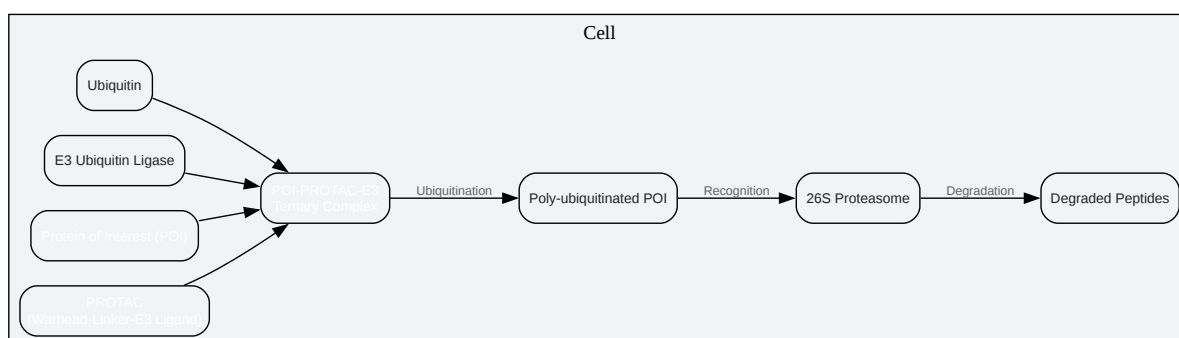 Cell
Ubiquitin
E3 Ubiquitin Ligase
Protein of Interest (POI)
PROTAC
(Warhead-Linker-E3 Ligand)
POI-PROTAC-E3
Ternary Complex
Ubiquitination
Poly-ubiquitinated POI
Recognition
26S Proteasome
Degradation
Degraded Peptides